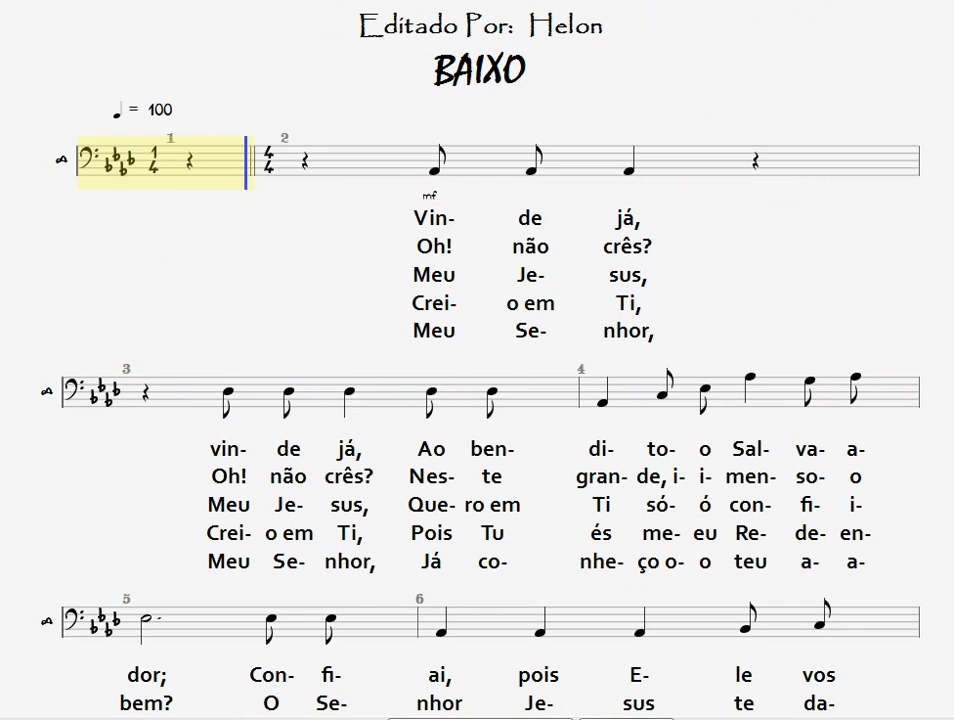 Editado Por: Helon
BAIXO
♩ = 100
1 2
1 4 4 4
mf
Vin- de já,
Oh! não crês?
Meu Je- sus,
Crei- o em Ti,
Meu Se- nhor,
3 4
vin- de já, Ao ben- di- to- o Sal- va- a-
Oh! não crês? Nes- te gran- de, i- i- men- so- o
Meu Je- sus, Que- ro em Ti só- ó con- fi- i-
Crei- o em Ti, Pois Tu és me- eu Re- de- en-
Meu Se- nhor, Já co- nhe- ço o- o teu a- a-
5 6
dor; Con- fi- ai, pois E- le vos
bem? O Se- nhor Je- sus te da-